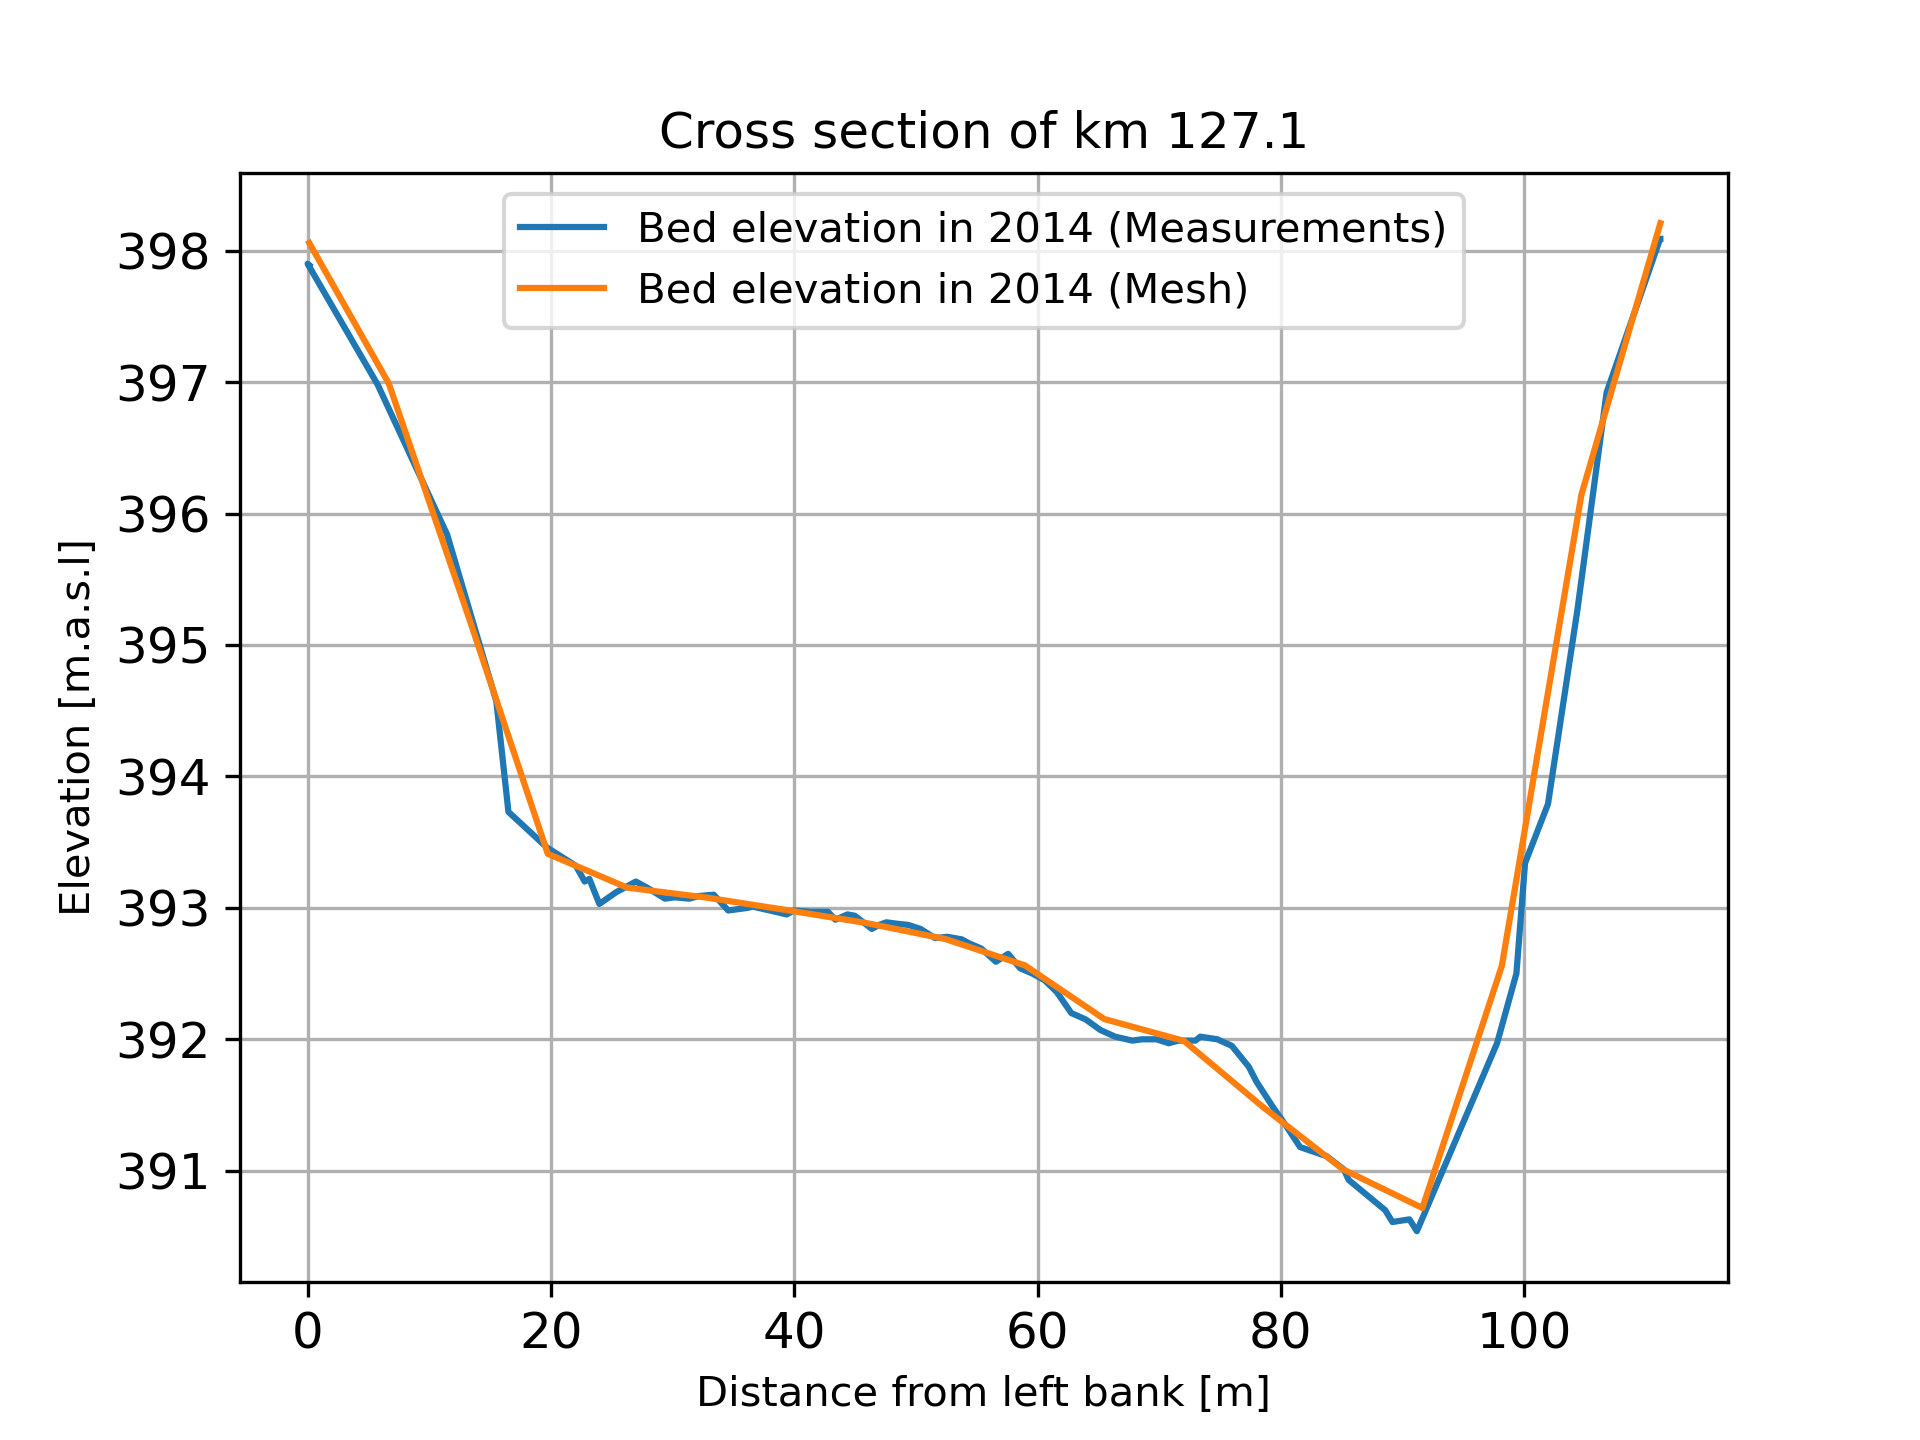 Cross section of km 127.1
Bed elevation in 2014 (Measurements)
Bed elevation in 2014 (Mesh)
398
397
396
395
394
393
392
391
Elevation [m.a.s.l]
0 20 40 60 80 100
Distance from left bank [m]